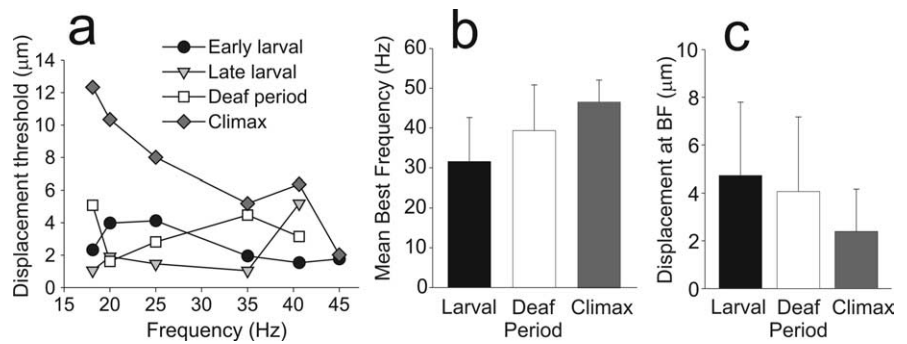 a
Displacement threshold (μm)
14
12
10
8
6
4
2
0
15 20 25 30 35 40 45
Frequency (Hz)
Early larval
Late larval
Deaf period
Climax
b
Mean Best Frequency (Hz)
60
50
40
30
20
10
0
Larval Deaf Climax
Period
c
Displacement at BF (μm)
10
8
6
4
2
0
Larval Deaf Climax
Period